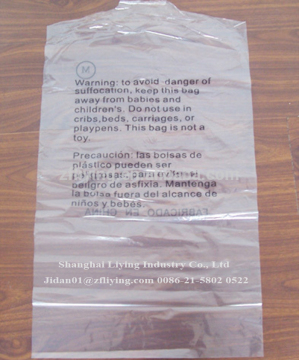 M
Warning: to avoid danger of
suffocation, keep this bag
away from babies and
children. Do not use in
cribs,beds, carriages, or
playpens. This bag is not a
toy.
Precaución: las bolsas de
plástico pueden ser
peligro de asfixia. Mantenga
la bolsa fuera del alcance de
niños y bebés.
FABRICADO EN CHINA
Shanghai Liying Industry Co., Ltd
Jidan01@zfliying.com 0086-21-5802 0522